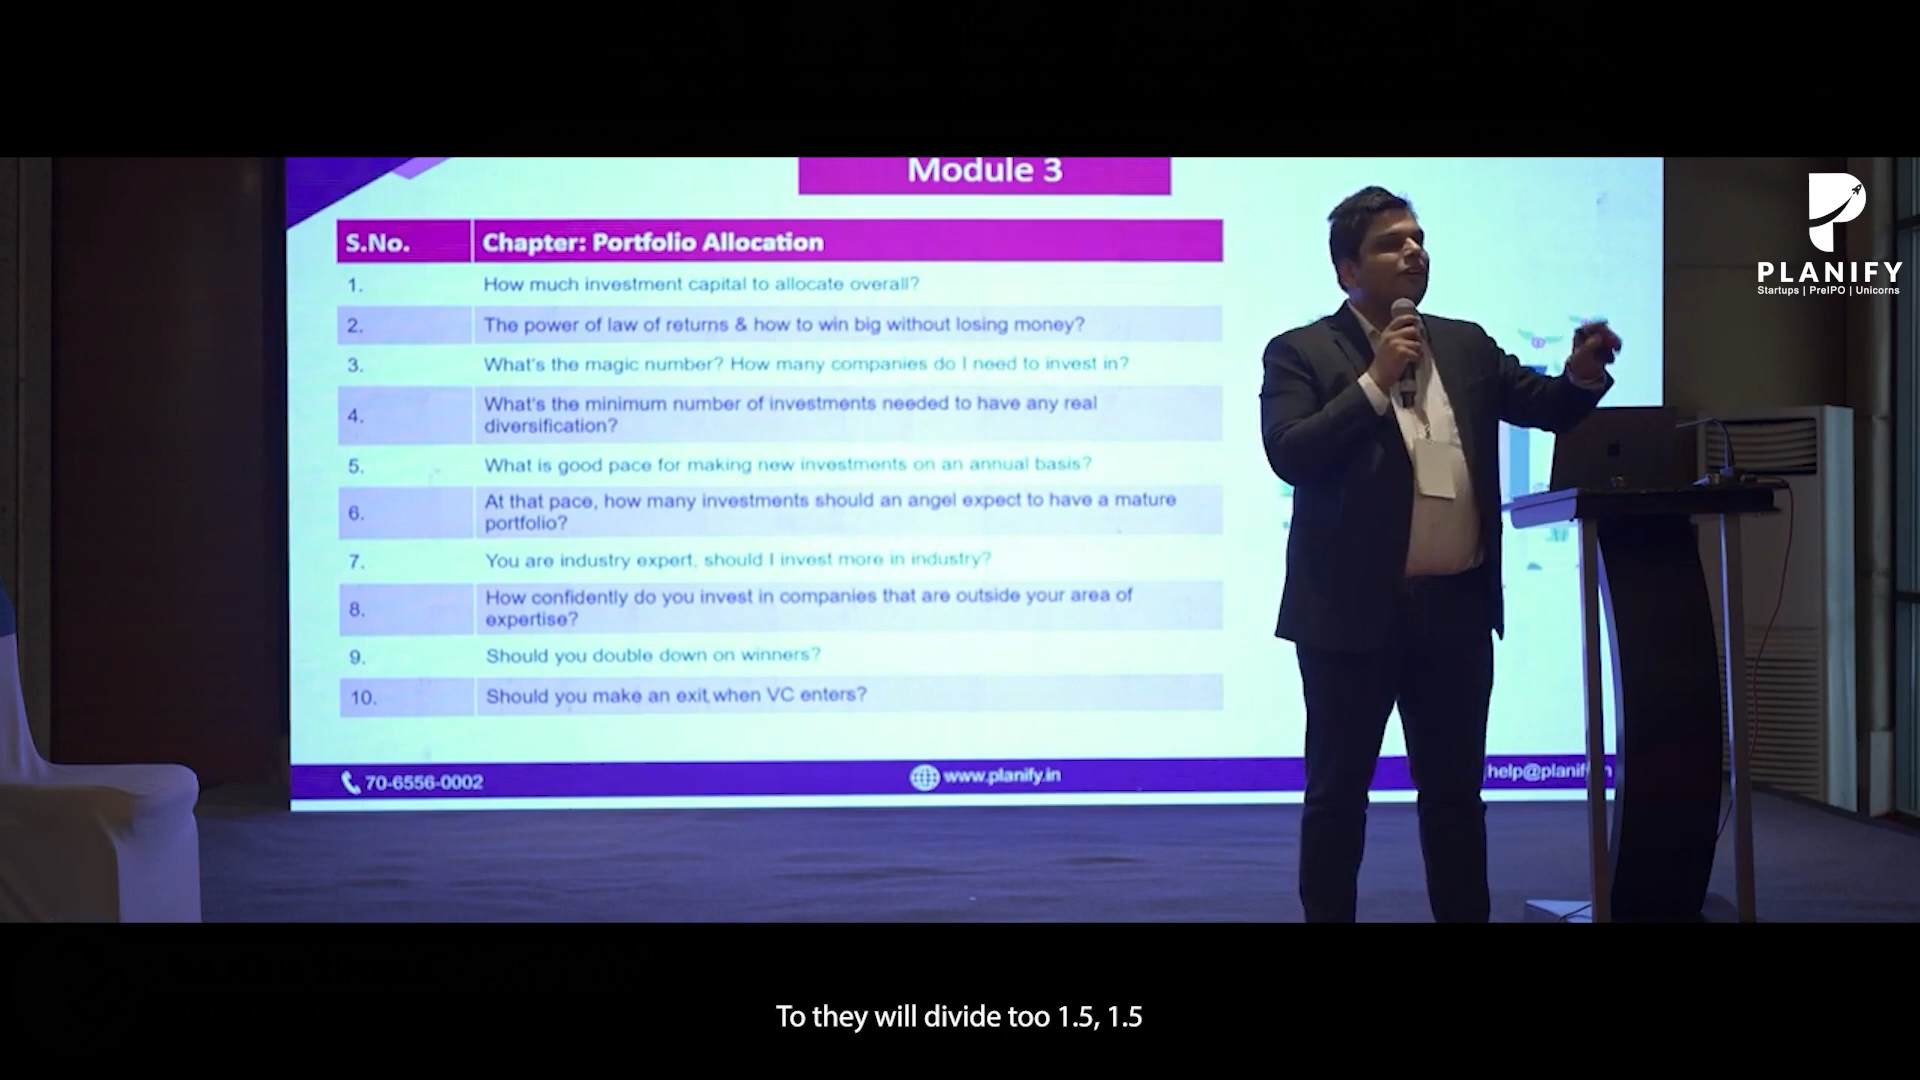 Module 3
PLANIFY
Startups | PreIPO | Unicorns
S.No. Chapter: Portfolio Allocation
1. How much investment capital to allocate overall?
2. The power of law of returns & how to win big without losing money?
3. What's the magic number? How many companies do I need to invest in?
4. What's the minimum number of investments needed to have any real
diversification?
5. What is good pace for making new investments on an annual basis?
6. At that pace, how many investments should an angel expect to have a mature
portfolio?
7. You are industry expert, should I invest more in industry?
8. How confidently do you invest in companies that are outside your area of
expertise?
9. Should you double down on winners?
10. Should you make an exit when VC enters?
70-6556-0002 www.planify.in help@planif
To they will divide too 1.5, 1.5